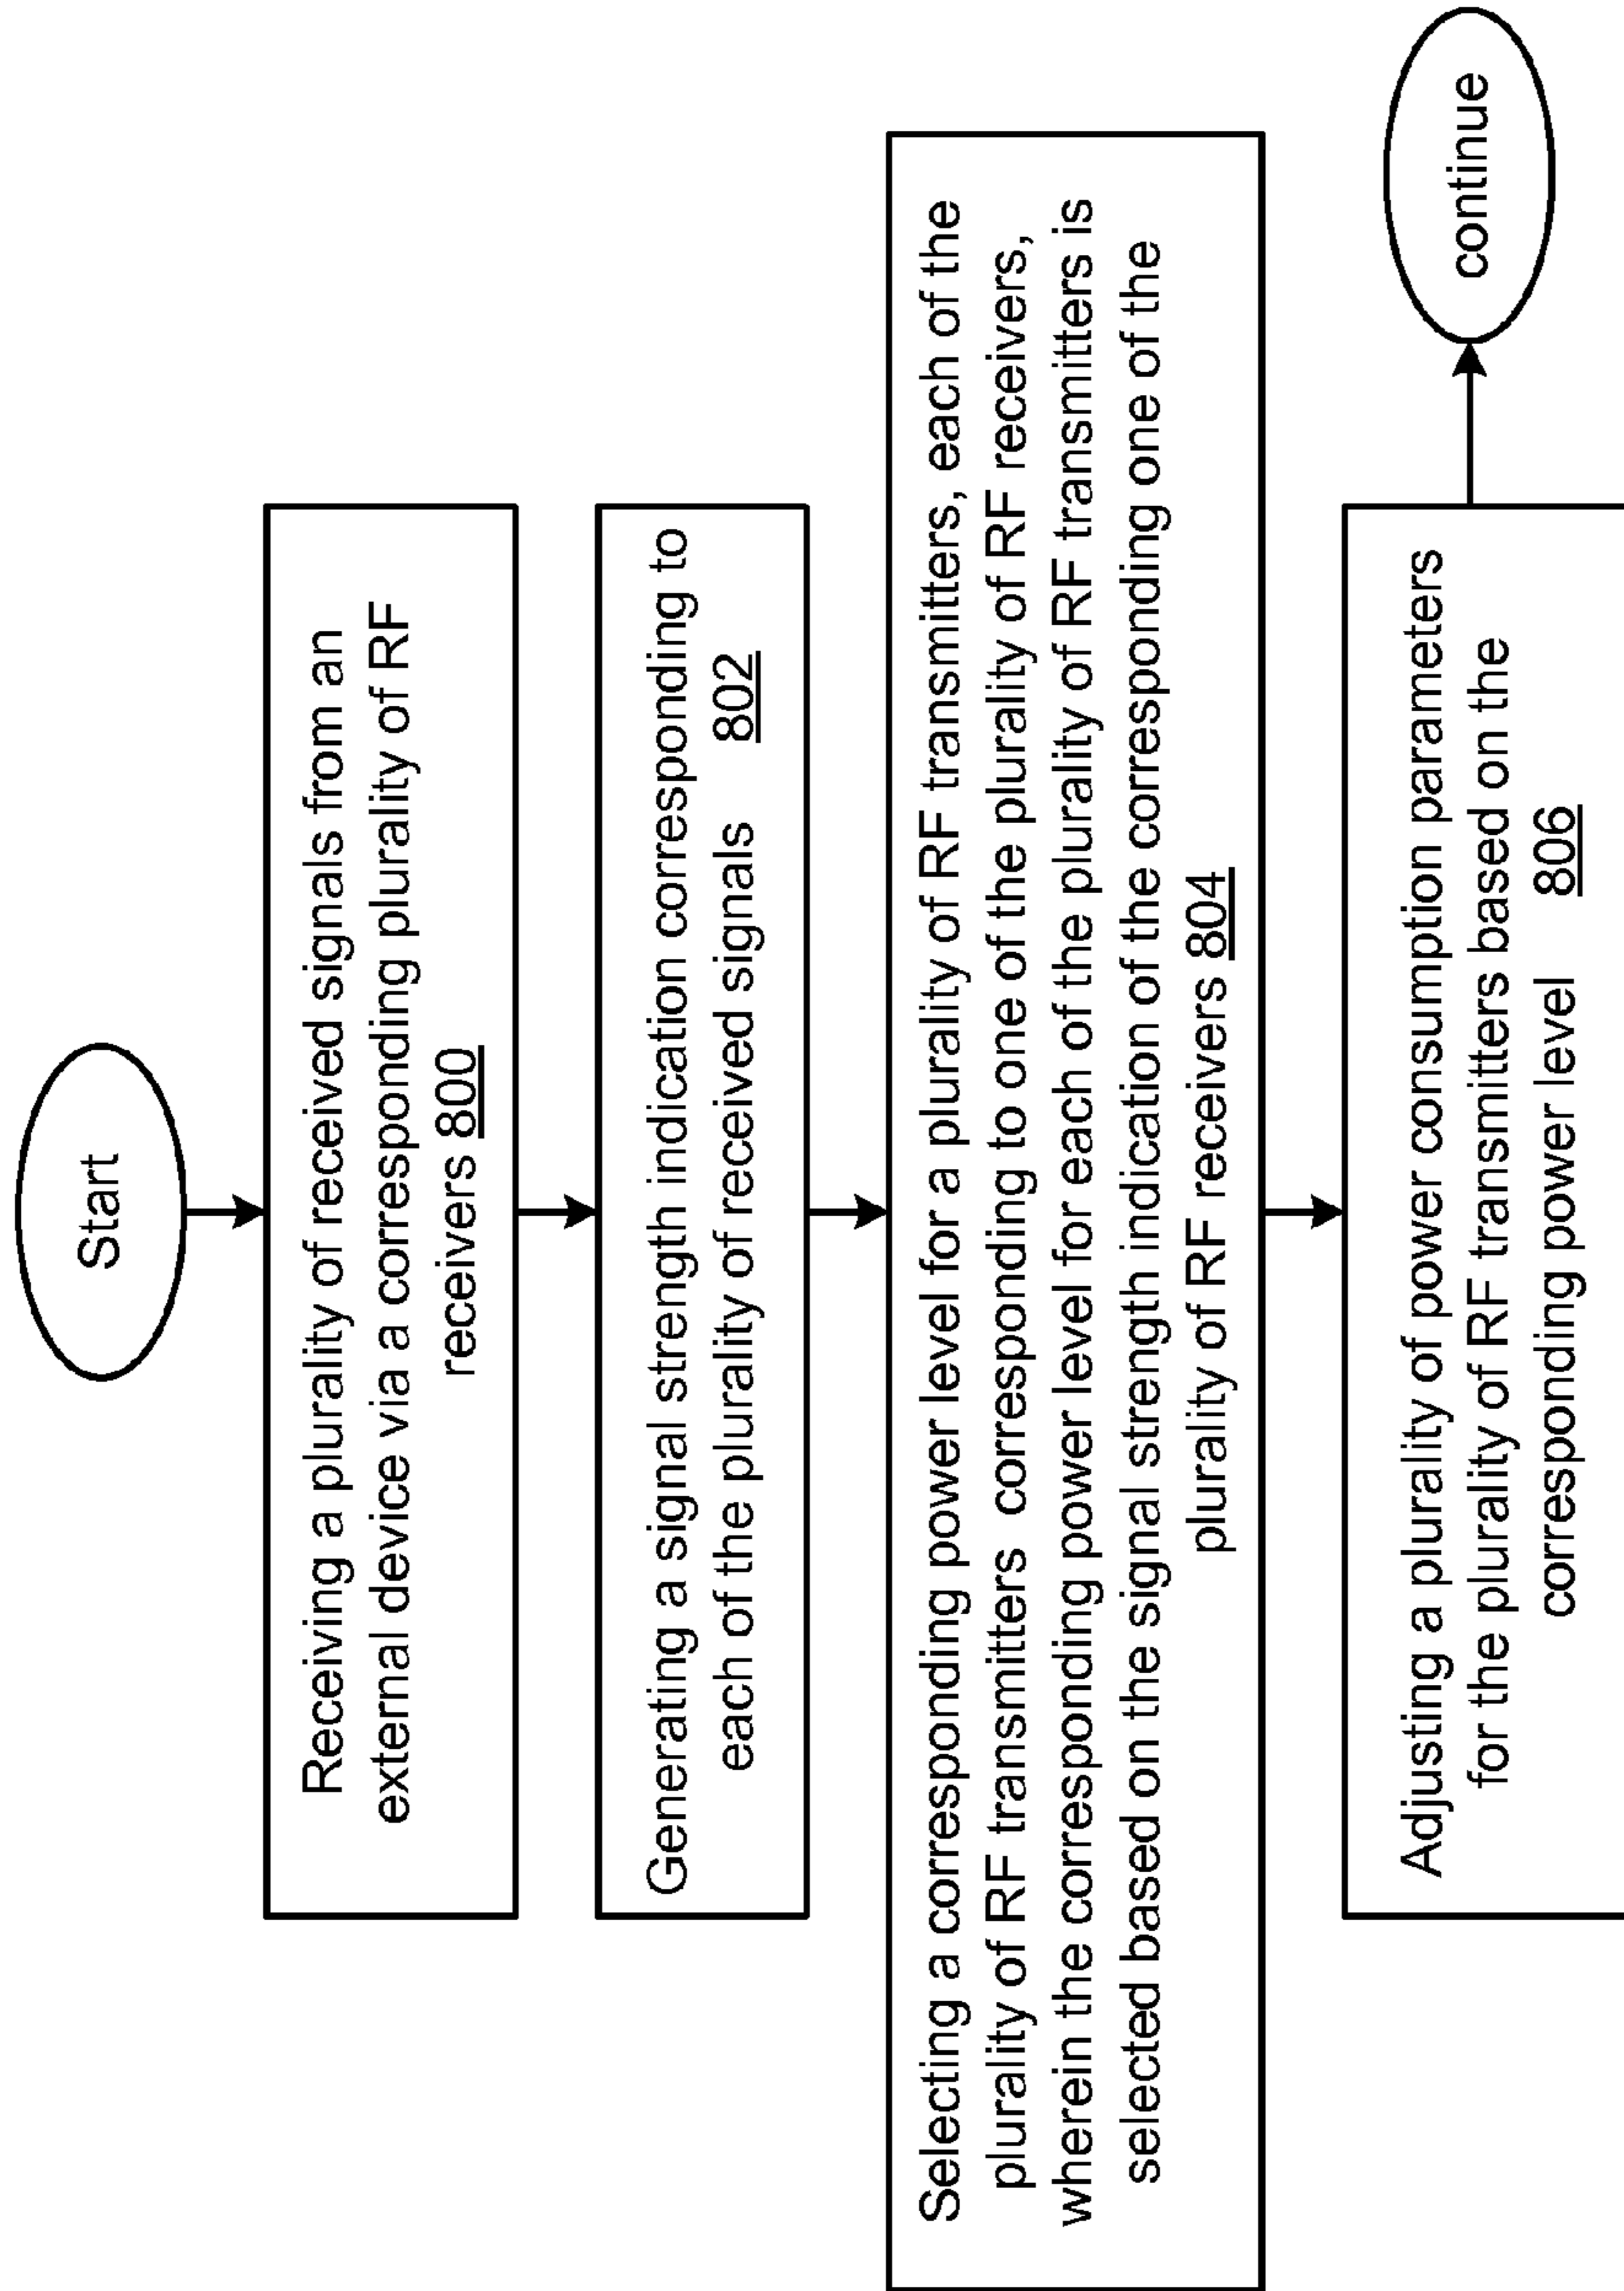 Start
Receiving a plurality of received signals from an
external device via a corresponding plurality of RF
receivers 800
Generating a signal strength indication corresponding to
each of the plurality of received signals 802
Selecting a corresponding power level for a plurality of RF transmitters, each of the
plurality of RF transmitters corresponding to one of the plurality of RF receivers,
wherein the corresponding power level for each of the plurality of RF transmitters is
selected based on the signal strength indication of the corresponding one of the
plurality of RF receivers 804
Adjusting a plurality of power consumption parameters
for the plurality of RF transmitters based on the
corresponding power level 806
continue